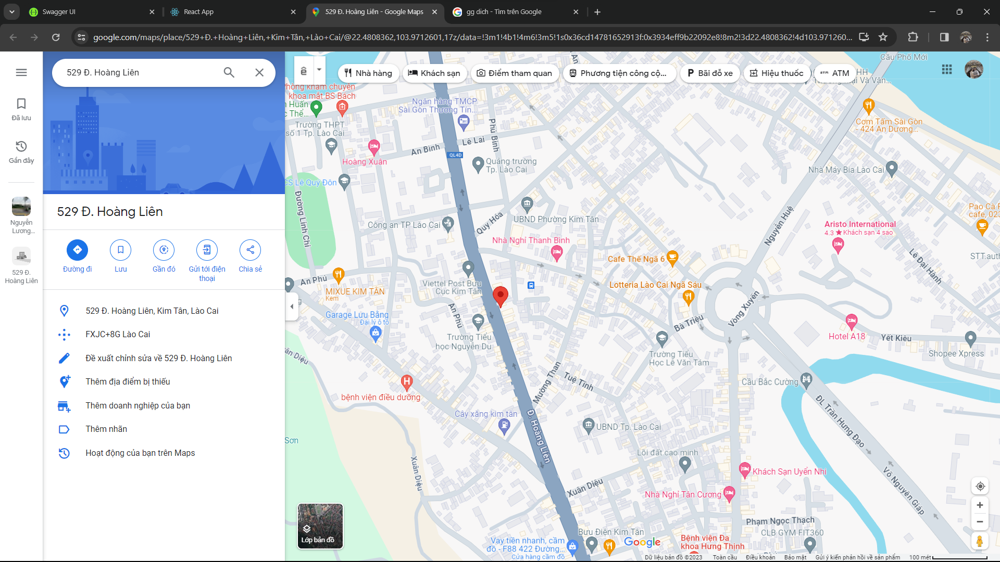 Swagger UI
React App
529 Đ. Hoàng Liên - Google Maps
gg dich - Tìm trên Google
google.com/maps/place/529+Đ.+Hoàng+Liên,+Kim+Tân,+Lào+Cai/@22.4808362,103.9712601,17z/data=!3m1!4b1!4m6!3m5!1s0x36cd14781652913f:0x3934eff9b22092e8!8m2!3d22.4808362!4d103.971260...
529 Đ. Hoàng Liên
ê
Nhà hàng
Khách sạn
Điểm tham quan
Phương tiện công cộ...
Bãi đỗ xe
Hiệu thuốc
ATM
Đã lưu
Gần đây
Nguyễn
Lương...
529 Đ.
Hoàng Liên
529 Đ. Hoàng Liên
Đường đi
Lưu
Gần đó
Gửi tới điện
thoại
Chia sẻ
529 Đ. Hoàng Liên, Kim Tân, Lào Cai
FXJC+8G Lào Cai
Đề xuất chỉnh sửa về 529 Đ. Hoàng Liên
Thêm địa điểm bị thiếu
Thêm doanh nghiệp của bạn
Thêm nhãn
Hoạt động của bạn trên Maps
Cầu Phố Mới
khoa mắt BS Bách
Ngân hàng TMCP
Sài Gòn Thương Tín...
Trường THPT
số 1 Tp. Lào Cai
Phú Bình
Lê Lai
An Bình
QL4D
Hoàng Xuân
Quảng trường
Tp. Lào Cai
Cơm Tấm Sài Gòn
- 424 An Dương...
Nhà Máy Bia Lào Cai
CS Lê Quý Đôn
Đường Linh Chi
UBND Phường Kim Tân
Quy Hóa
Công an TP Lào Cai
Nguyễn Huệ
Aristo International
4.3 ★ Khách sạn 4 sao
Pao Cà P
cafe, 023
Nhà Nghỉ Thanh Bình
Cafe Thế Ngã 6
Lê Đại Hành
STT.auth
An Phú
MIXUE KIM TÂN
Kem
Viettel Post Bưu
Cục Kim Tân
Lotteria Lào Cai Ngã Sáu
Vòng Xuyên
Garage Lưu Bằng
Đại lý ô tô
An Phú
Bà Triệu
Hotel A18
Yết Kiêu
Shopee Xpress
Trường Tiểu
học Nguyễn Du
Trường Tiểu
Học Lê Văn Tám
Mường Than
Tuệ Tĩnh
Cầu Bắc Cường
bệnh viện điều dưỡng
Cây xăng kim tân
Đ. Hoàng Liên
ĐL Trần Hưng Đạo
UBND Tp. Lào Cai
Sơn
Lõi đất cao minh
Xuân Diệu
Khách Sạn Uyển Nhi
Xuân Diệu
Nhà Nghỉ Tân Cương
Võ Nguyên Giáp
Phạm Ngọc Thạch
Lớp bản đồ
Bưu Điện Kim Tân
CLB GYM FIT360
Vay tiền nhanh, cầm
đồ - F88 422 Đường...
Cửa hàng cầm đồ
Google
Bệnh viện Đa
khoa Hưng Thịnh
Dữ liệu bản đồ ©2023
Toàn cầu
Điều khoản
Bảo mật
Gửi ý kiến phản hồi về sản phẩm
100 mét